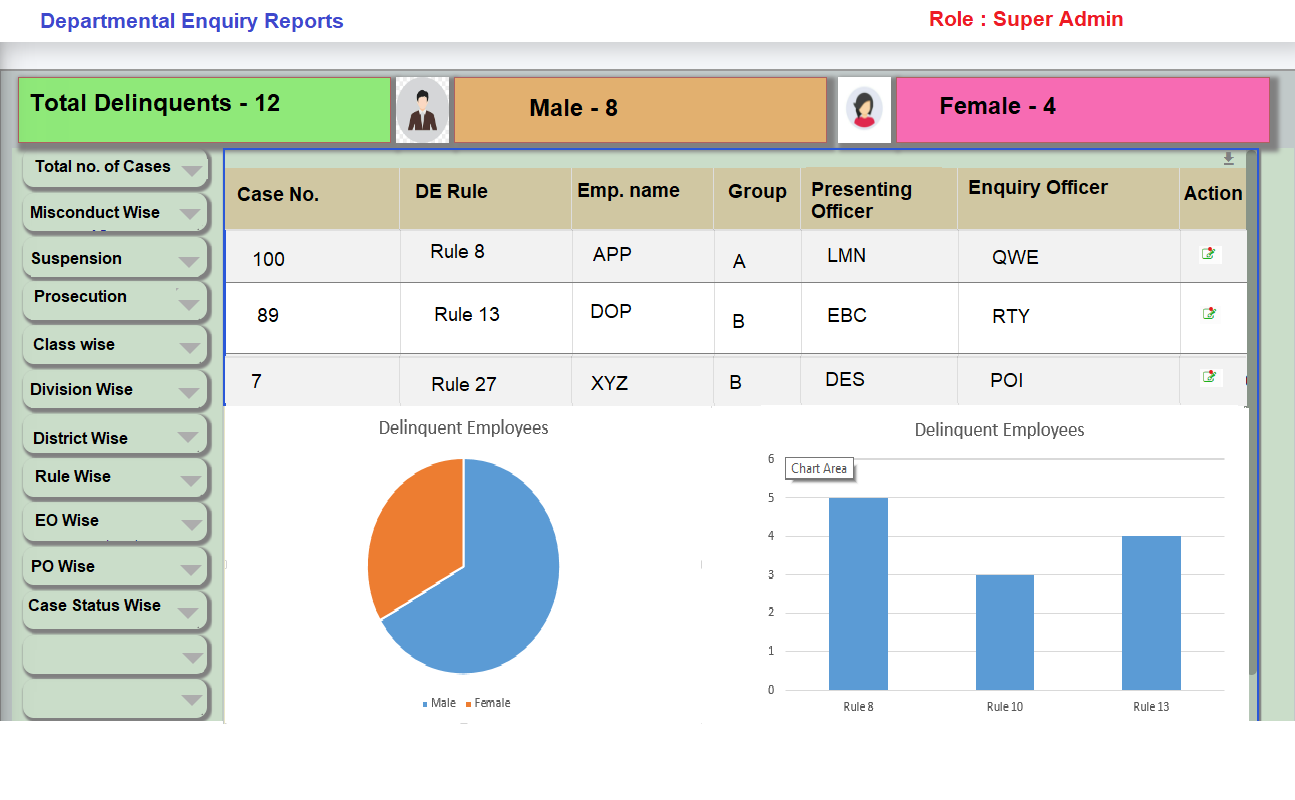 Departmental Enquiry Reports
Role : Super Admin
Total Delinquents - 12
Male - 8
Female - 4
Total no. of Cases
Misconduct Wise
Suspension
Prosecution
Class wise
Division Wise
District Wise
Rule Wise
EO Wise
PO Wise
Case Status Wise
Case No. DE Rule Emp. name Group Presenting Officer Enquiry Officer Action
100 Rule 8 APP A LMN QWE
89 Rule 13 DOP B EBC RTY
7 Rule 27 XYZ B DES POI
Delinquent Employees
Male Female
Delinquent Employees
Chart Area
6
5
4
3
2
1
0
Rule 8 Rule 10 Rule 13